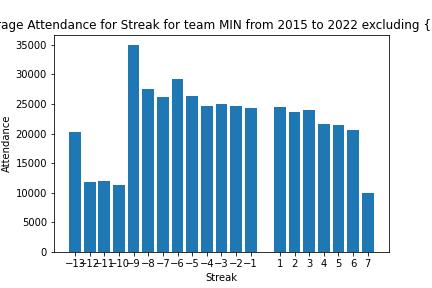 rage Attendance for Streak for team MIN from 2015 to 2022 excluding {
35000
30000
25000
20000
15000
10000
5000
0
Attendance
−13 −12 −11 −10 −9 −8 −7 −6 −5 −4 −3 −2 −1 1 2 3 4 5 6 7
Streak